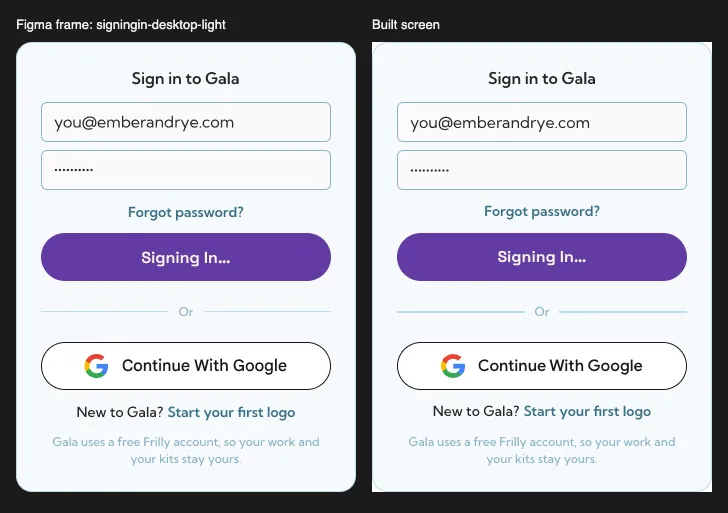 Figma frame: signingin-desktop-light
Sign in to Gala
you@emberandrye.com
••••••••••
Forgot password?
Signing In...
Or
Continue With Google
New to Gala? Start your first logo
Gala uses a free Frilly account, so your work and
your kits stay yours.
Built screen
Sign in to Gala
you@emberandrye.com
••••••••••
Forgot password?
Signing In...
Or
Continue With Google
New to Gala? Start your first logo
Gala uses a free Frilly account, so your work and
your kits stay yours.